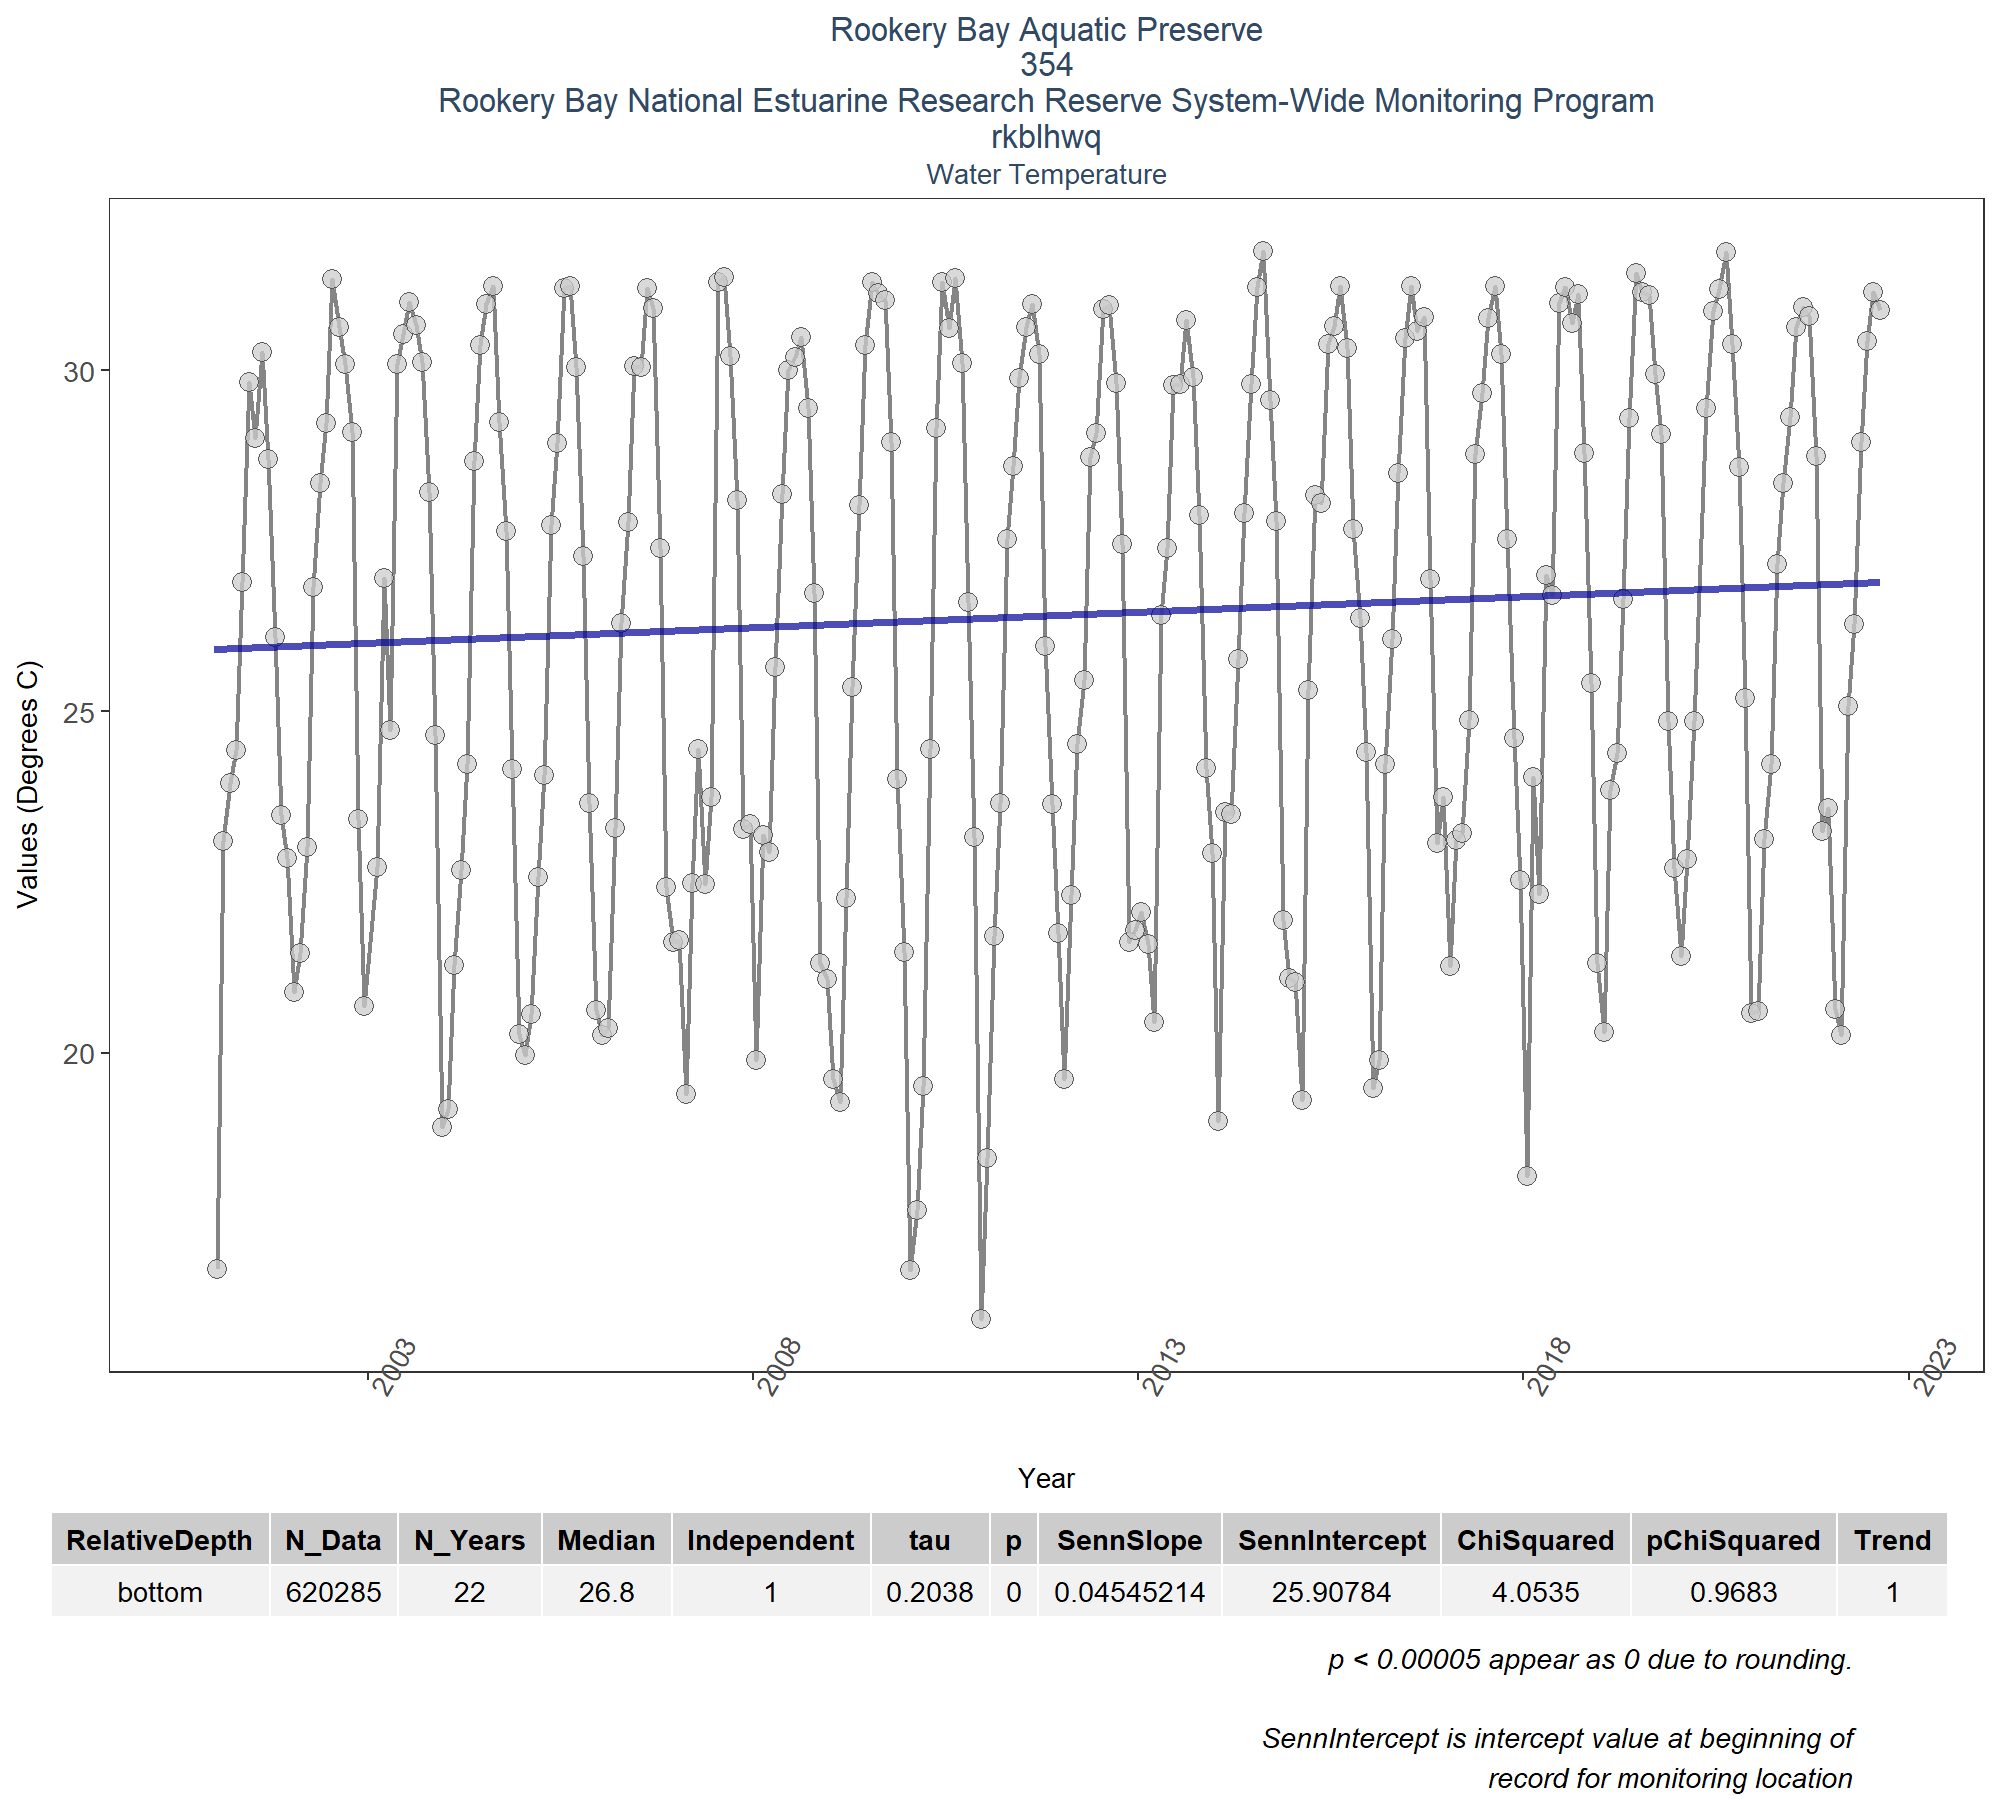 Rookery Bay Aquatic Preserve
354
Rookery Bay National Estuarine Research Reserve System-Wide Monitoring Program
rkblhwq
Water Temperature
Values (Degrees C)
30
25
20
2003 2008 2013 2018 2023
Year
RelativeDepth N_Data N_Years Median Independent tau p SennSlope SennIntercept ChiSquared pChiSquared Trend
bottom 620285 22 26.8 1 0.2038 0 0.04545214 25.90784 4.0535 0.9683 1
p < 0.00005 appear as 0 due to rounding.
SennIntercept is intercept value at beginning of
record for monitoring location